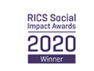 RICS Social
Impact Awards
2020
Winner